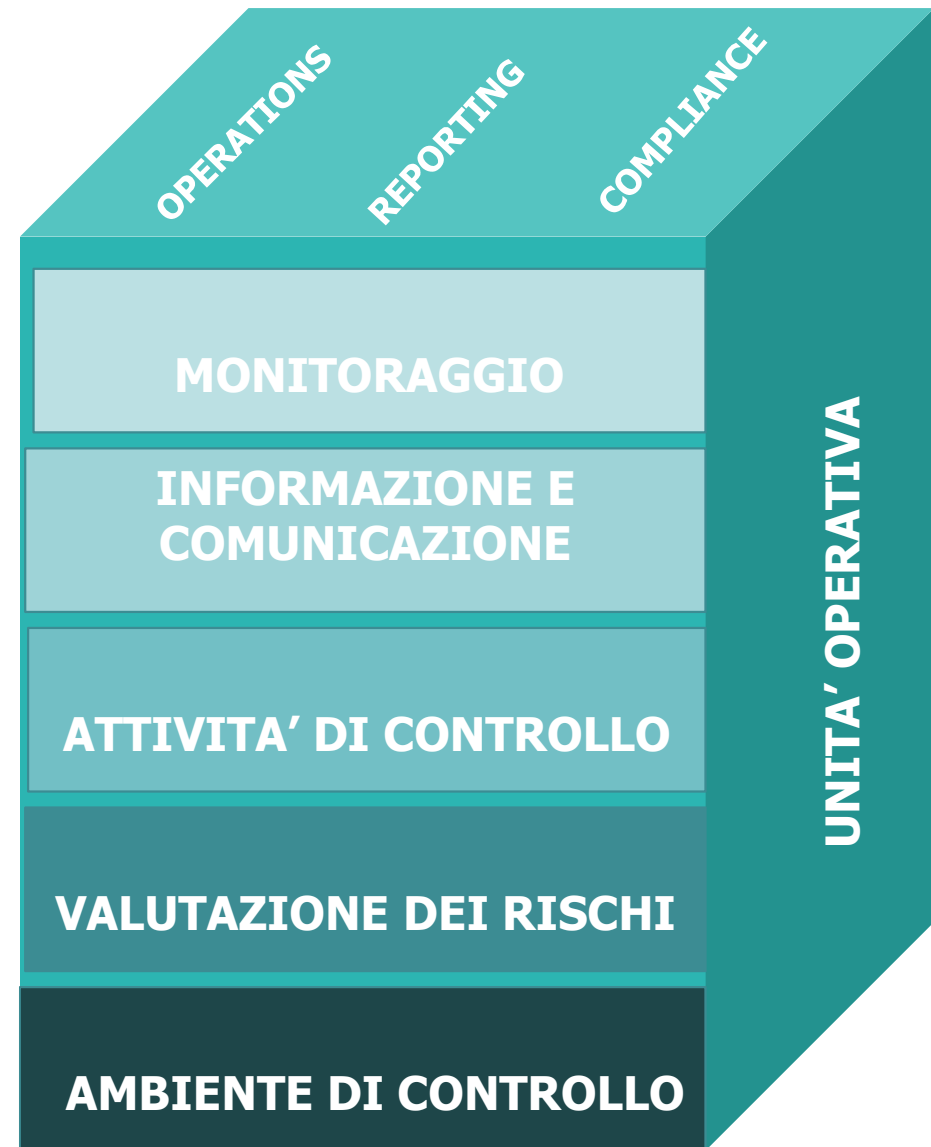 OPERATIONS
REPORTING
COMPLIANCE
MONITORAGGIO
INFORMAZIONE E
COMUNICAZIONE
ATTIVITA’ DI CONTROLLO
VALUTAZIONE DEI RISCHI
AMBIENTE DI CONTROLLO
UNITA’ OPERATIVA